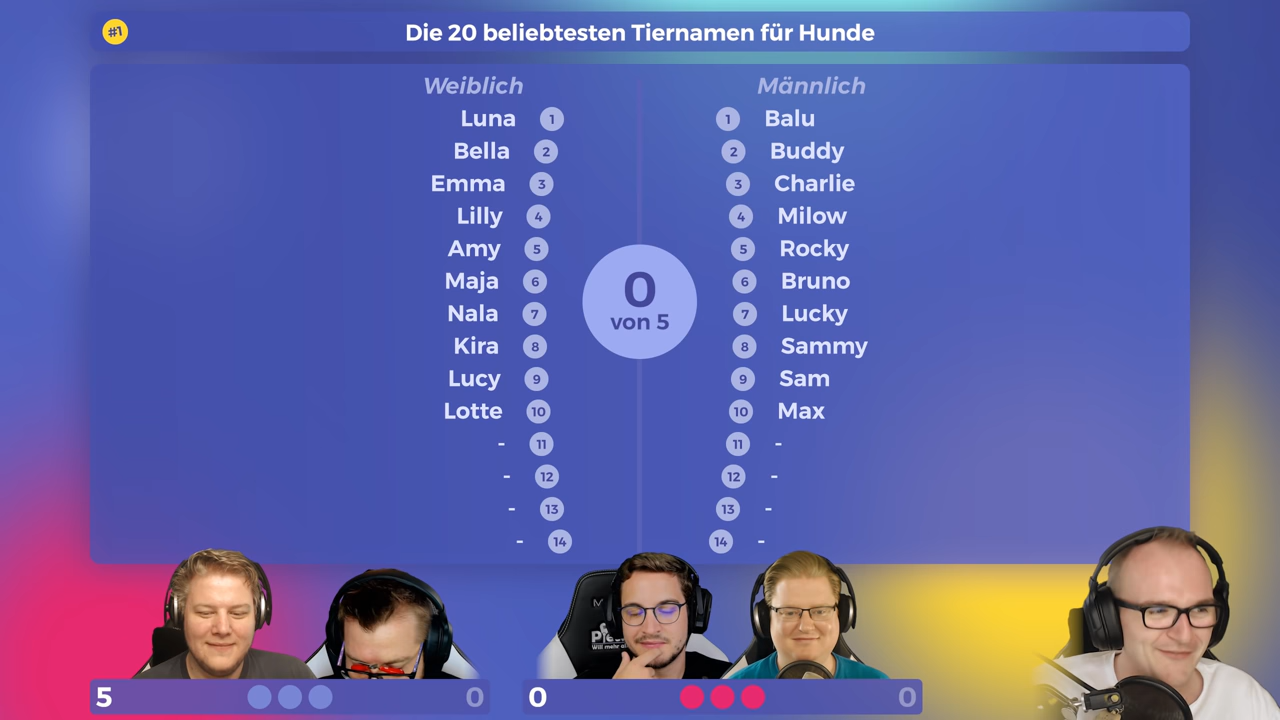 #1
Die 20 beliebtesten Tiernamen für Hunde
Weiblich
Luna 1
Bella 2
Emma 3
Lilly 4
Amy 5
Maja 6
Nala 7
Kira 8
Lucy 9
Lotte 10
- 11
- 12
- 13
- 14
0
von 5
Männlich
1 Balu
2 Buddy
3 Charlie
4 Milow
5 Rocky
6 Bruno
7 Lucky
8 Sammy
9 Sam
10 Max
11 -
12 -
13 -
14 -
Will mehr
5 0
0 0